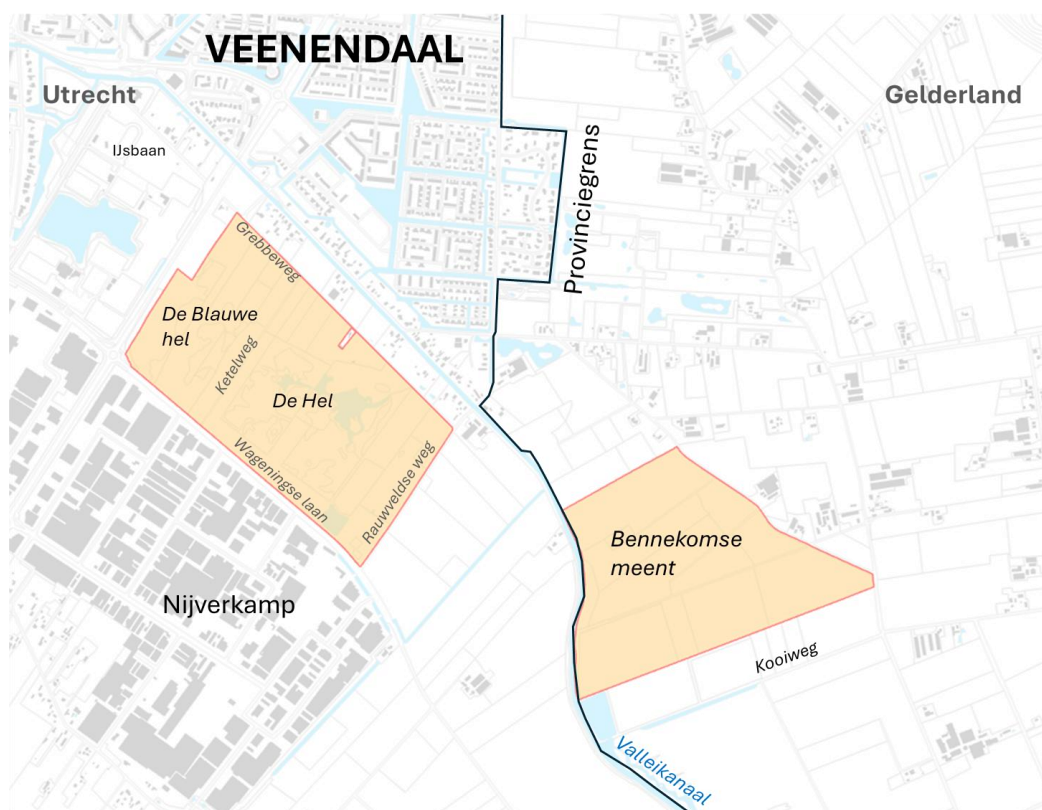 VEENENDAAL
Utrecht
Gelderland
IJsbaan
Provinciegrens
Grebbeweg
De Blauwe
hel
Ketelweg
De Hel
Wageningse laan
Rauwveldse weg
Bennekomse
meent
Nijverkamp
Kooiweg
Valleikanaal